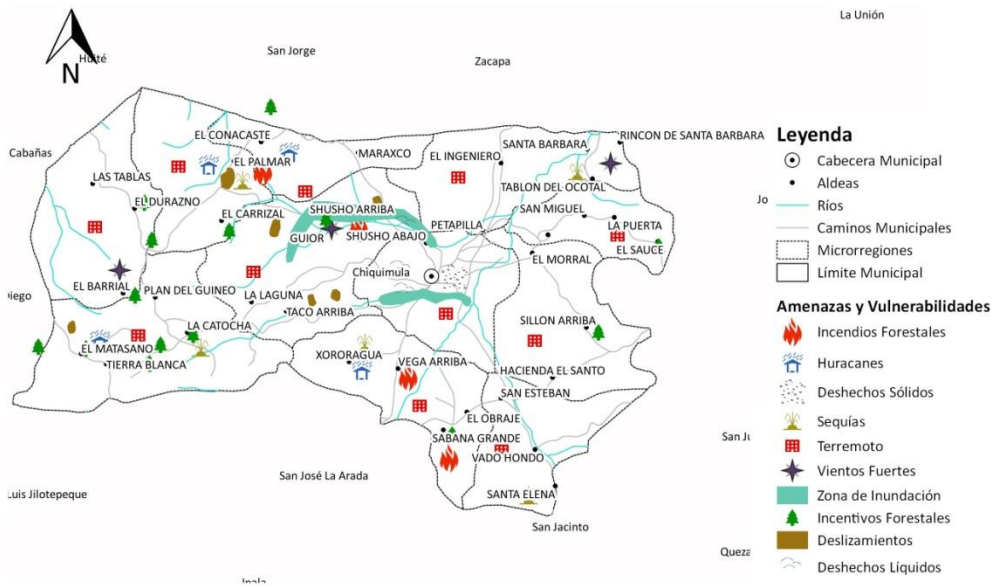 La Unión
San Jorge
Huité
Zacapa
N
Cabañas
EL CONACASTE
MARAXCO
EL INGENIERO
SANTA BARBARA
RINCON DE SANTA BARBARA
EL PALMAR
LAS TABLAS
TABLON DEL OCOTAL
Jo
EL DURAZNO
EL CARRIZAL
SHUSHO ARRIBA
SAN MIGUEL
PETAPILLA
LA PUERTA
GUIOR
SHUSHO ABAJO
EL SAUCE
EL MORRAL
Chiquimula
Diego
EL BARRIAL
PLAN DEL GUINEO
LA LAGUNA
TACO ARRIBA
SILLON ARRIBA
LA CATOCHA
EL MATASANO
TIERRA BLANCA
XORORAGUA
VEGA ARRIBA
HACIENDA EL SANTO
SAN ESTEBAN
EL OBRAJE
SABANA GRANDE
VADO HONDO
San Ju
San José La Arada
Luis Jilotepeque
SANTA ELENA
San Jacinto
Queza
Ipala
Leyenda
Cabecera Municipal
Aldeas
Ríos
Caminos Municipales
Microrregiones
Límite Municipal
Amenazas y Vulnerabilidades
Incendios Forestales
Huracanes
Deshechos Sólidos
Sequías
Terremoto
Vientos Fuertes
Zona de Inundación
Incentivos Forestales
Deslizamientos
Deshechos Líquidos